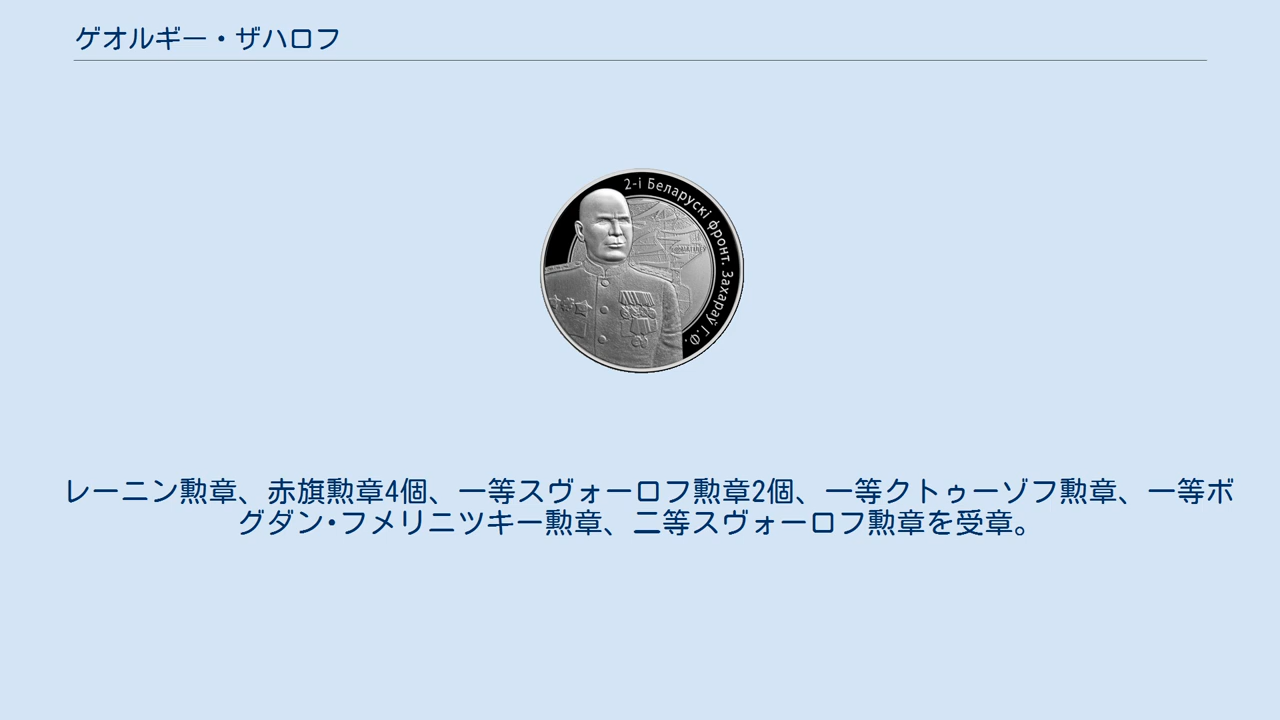 ゲオルギー・ザハロフ
2-і Беларускі фронт. Захараў Г.Ф.
レーニン勲章、赤旗勲章4個、一等スヴォーロフ勲章2個、一等クトゥーゾフ勲章、一等ボ
グダン・フメリニツキー勲章、二等スヴォーロフ勲章を受章。